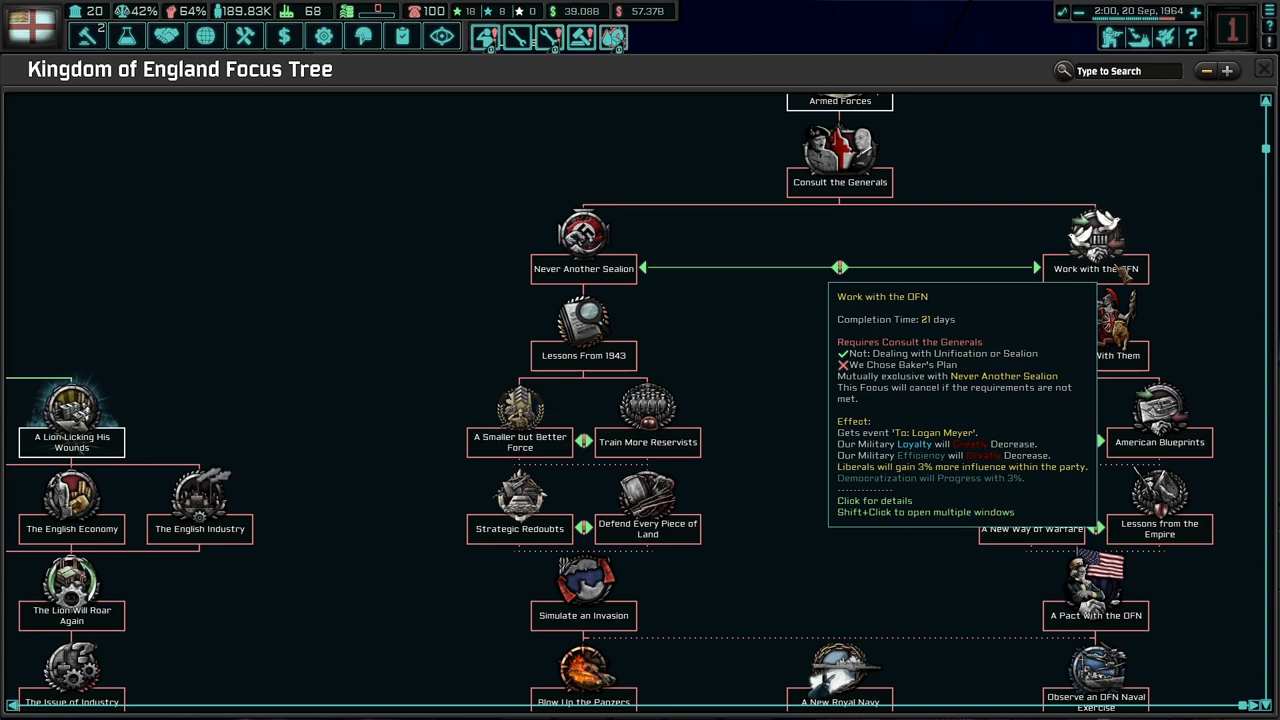 20 42% 64% 189.83K 68 100 18 8 0 $ 39.08B $ 57.37B 2:00, 20 Sep, 1964
2
1
Kingdom of England Focus Tree
Type to Search
Armed Forces
Consult the Generals
Never Another Sealion
Work with the OFN
Work with the OFN
Completion Time: 21 days
Requires Consult the Generals
Not: Dealing with Unification or Sealion
We Chose Baker's Plan
Mutually exclusive with Never Another Sealion
This Focus will cancel if the requirements are not
met.
Effect:
Gets event 'To: Logan Meyer'.
Our Military Loyalty will Greatly Decrease.
Our Military Efficiency will Greatly Decrease.
Liberals will gain 3% more influence within the party.
Democratization will Progress with 3%.
--------------
Click for details
Shift+Click to open multiple windows
Lessons From 1943
With Them
A Lion Licking His
Wounds
A Smaller but Better
Force
Train More Reservists
American Blueprints
The English Economy
The English Industry
Strategic Redoubts
Defend Every Piece of
Land
A New Way of Warfare
Lessons from the
Empire
The Lion Will Roar
Again
Simulate an Invasion
A Pact with the OFN
The Issue of Industry
Blow Up the Panzers
A New Royal Navy
Observe an OFN Naval
Exercise